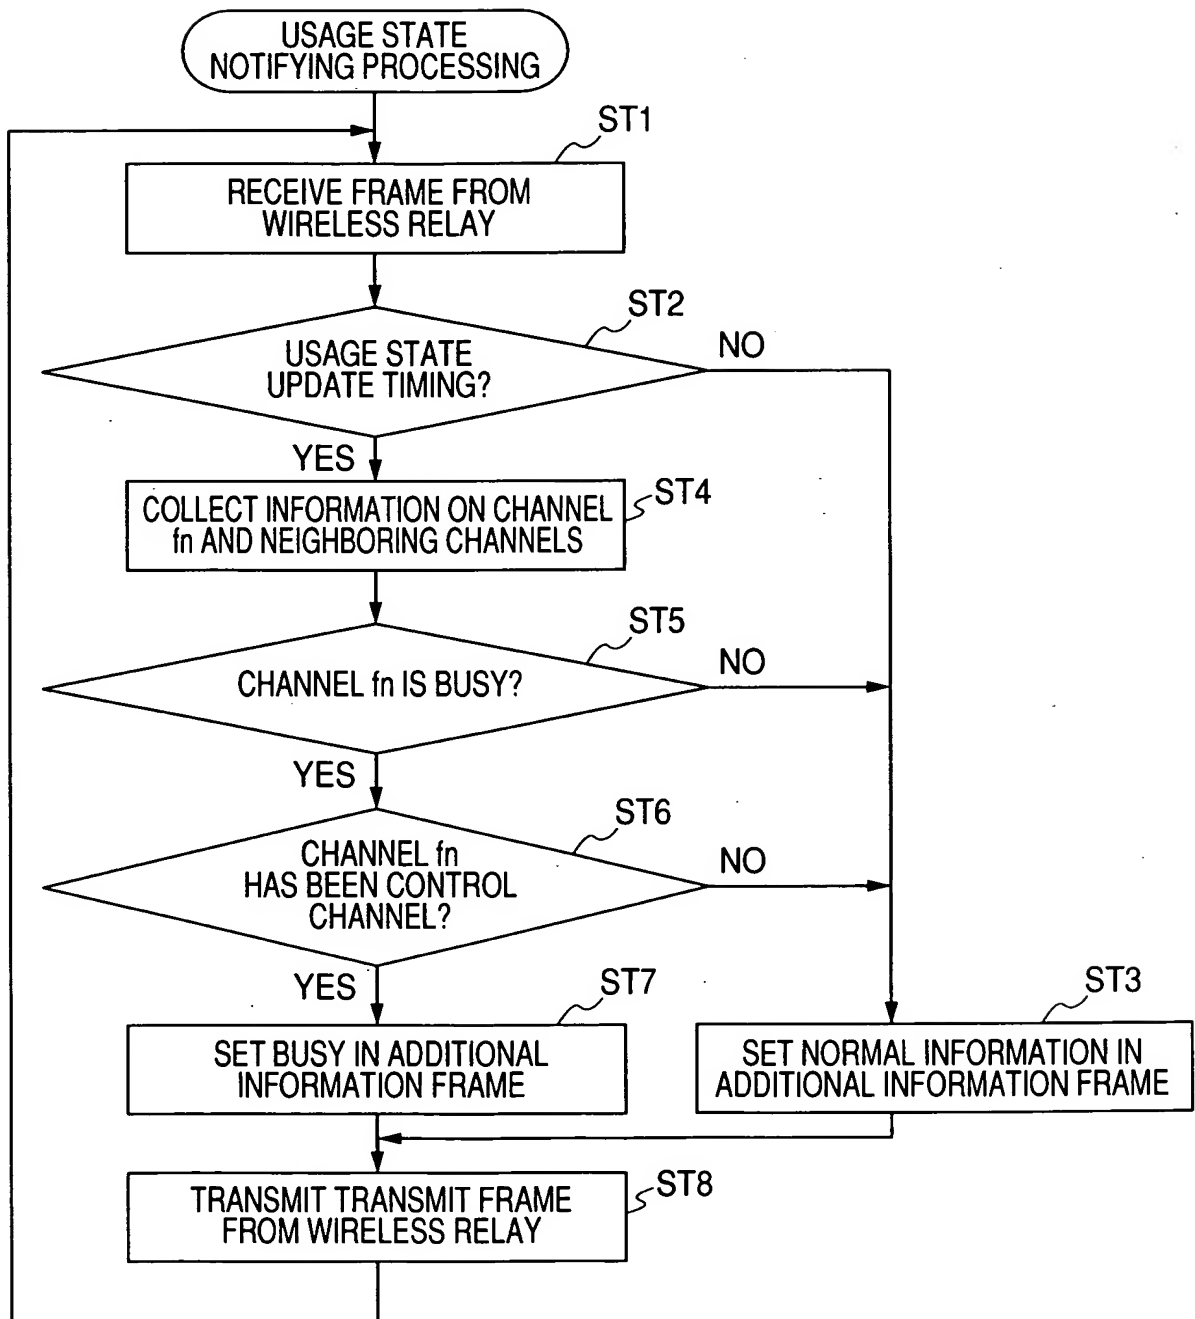 USAGE STATE
NOTIFYING PROCESSING
ST1
RECEIVE FRAME FROM
WIRELESS RELAY
ST2
USAGE STATE
UPDATE TIMING?
NO
YES
ST4
COLLECT INFORMATION ON CHANNEL
fn AND NEIGHBORING CHANNELS
ST5
CHANNEL fn IS BUSY?
NO
YES
ST6
CHANNEL fn
HAS BEEN CONTROL
CHANNEL?
NO
YES
ST7
SET BUSY IN ADDITIONAL
INFORMATION FRAME
ST3
SET NORMAL INFORMATION IN
ADDITIONAL INFORMATION FRAME
ST8
TRANSMIT TRANSMIT FRAME
FROM WIRELESS RELAY